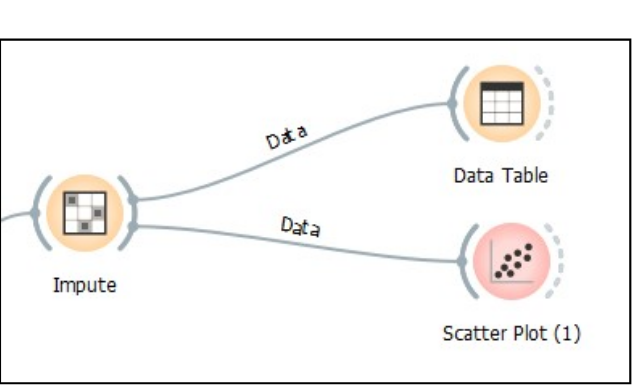 Data
Data Table
Data
Impute
Scatter Plot (1)